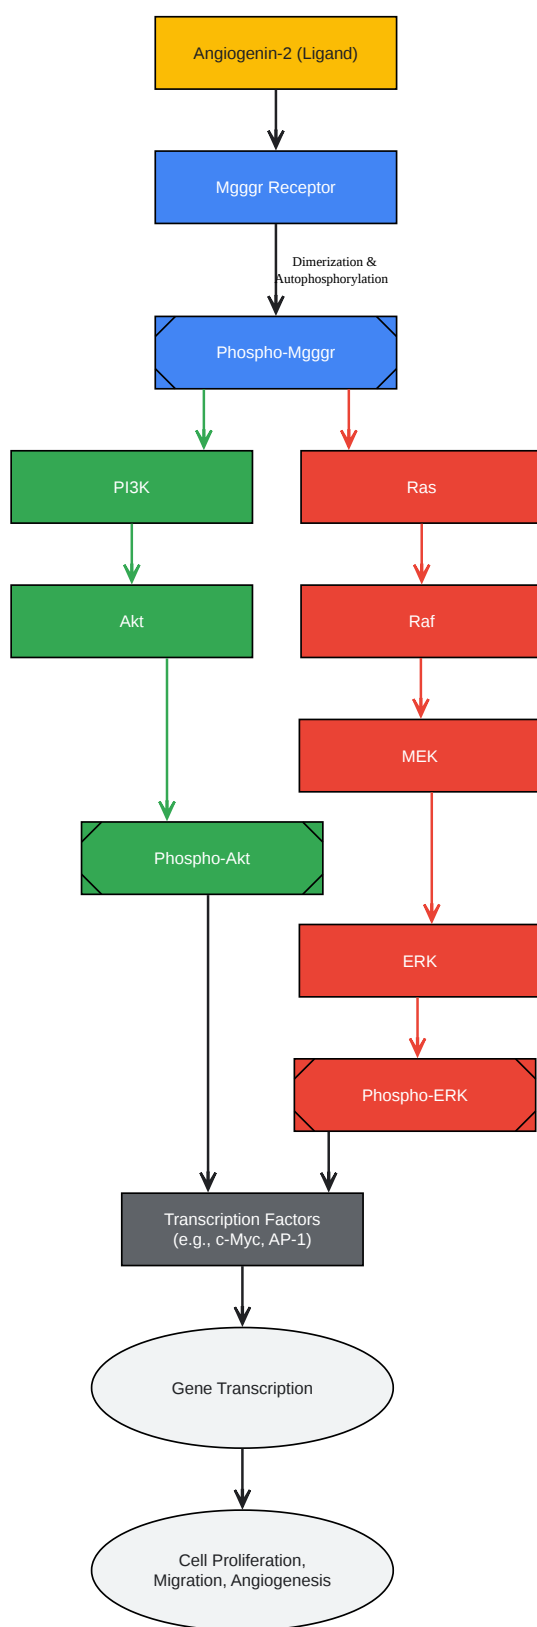 Angiogenin-2 (Ligand)
Mgggr Receptor
Dimerization &
Autophosphorylation
Phospho-Mgggr
PI3K
Ras
Akt
Raf
MEK
Phospho-Akt
ERK
Phospho-ERK
Transcription Factors
(e.g., c-Myc, AP-1)
Gene Transcription
Cell Proliferation,
Migration, Angiogenesis